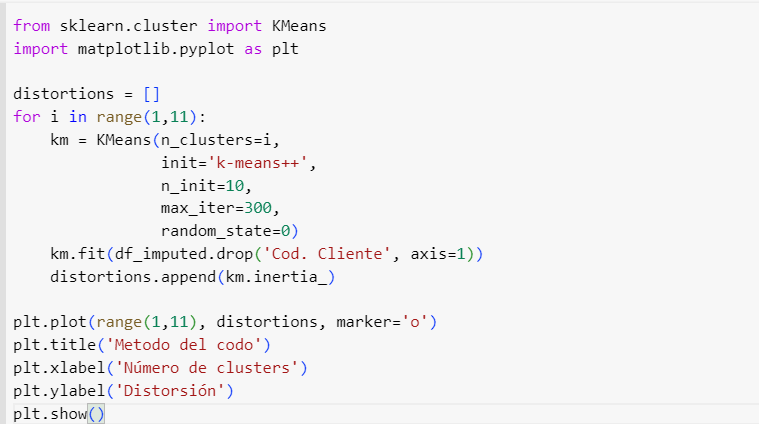 from sklearn.cluster import KMeans
import matplotlib.pyplot as plt

distortions = []
for i in range(1,11):
    km = KMeans(n_clusters=i,
                init='k-means++',
                n_init=10,
                max_iter=300,
                random_state=0)
    km.fit(df_imputed.drop('Cod. Cliente', axis=1))
    distortions.append(km.inertia_)

plt.plot(range(1,11), distortions, marker='o')
plt.title('Metodo del codo')
plt.xlabel('Número de clusters')
plt.ylabel('Distorsión')
plt.show()